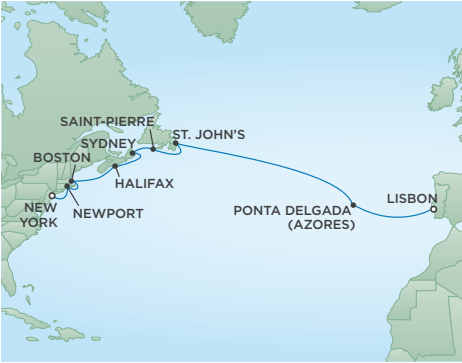 SAINT-PIERRE
ST. JOHN'S
SYDNEY
BOSTON
HALIFAX
NEW
YORK
NEWPORT
PONTA DELGADA
(AZORES)
LISBON